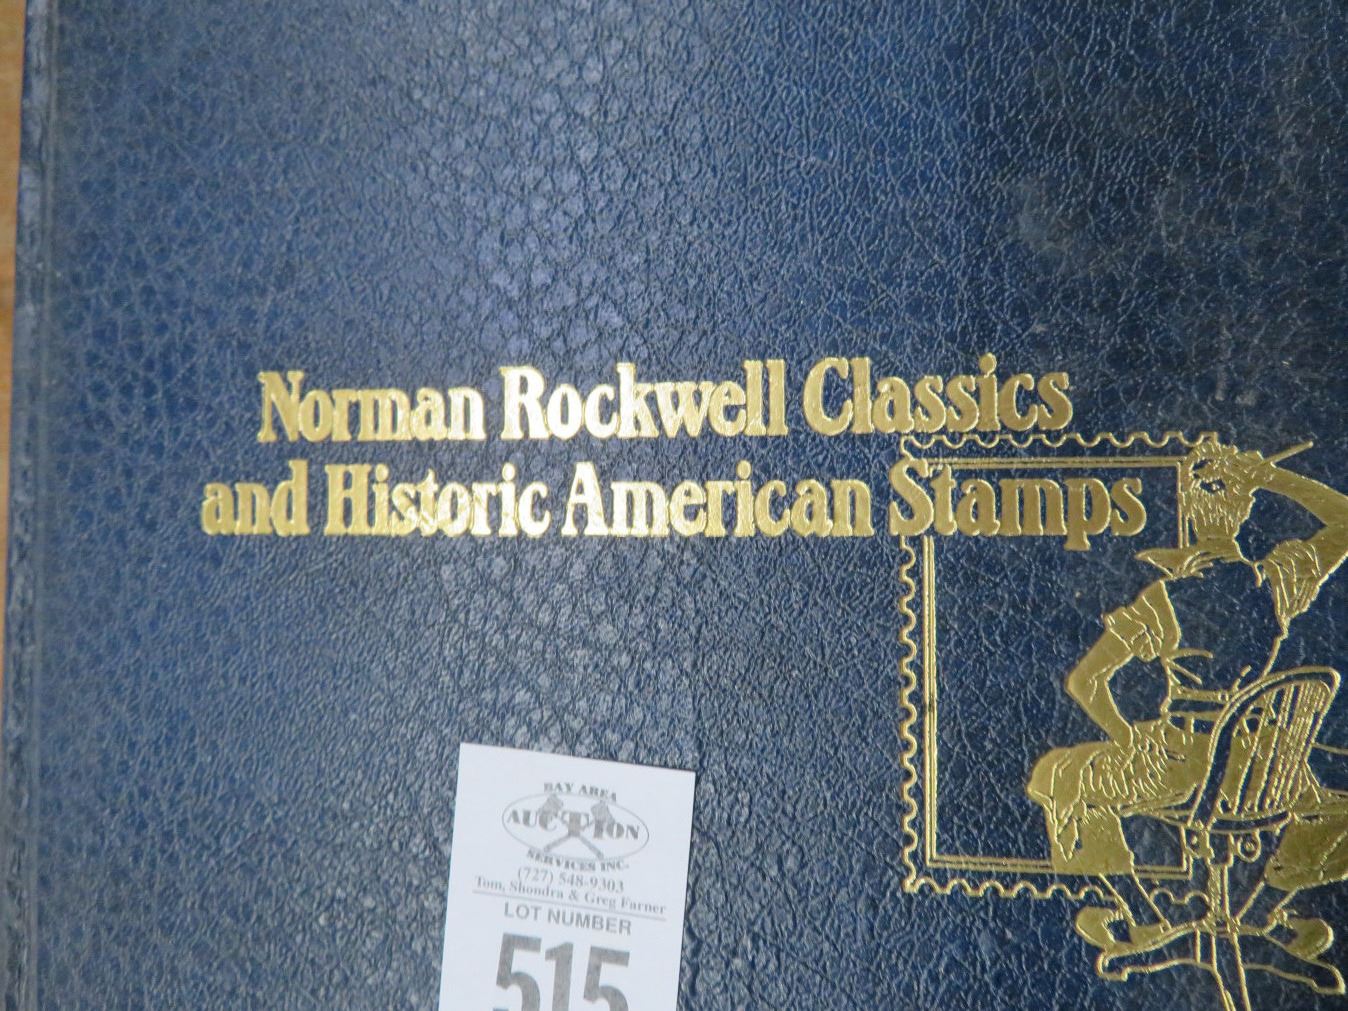 Norman Rockwell Classics
and Historic American Stamps
BAY AREA
AUCTION
SERVICES INC.
(727) 548-9303
Tom, Shondra & Greg Farner
LOT NUMBER
515